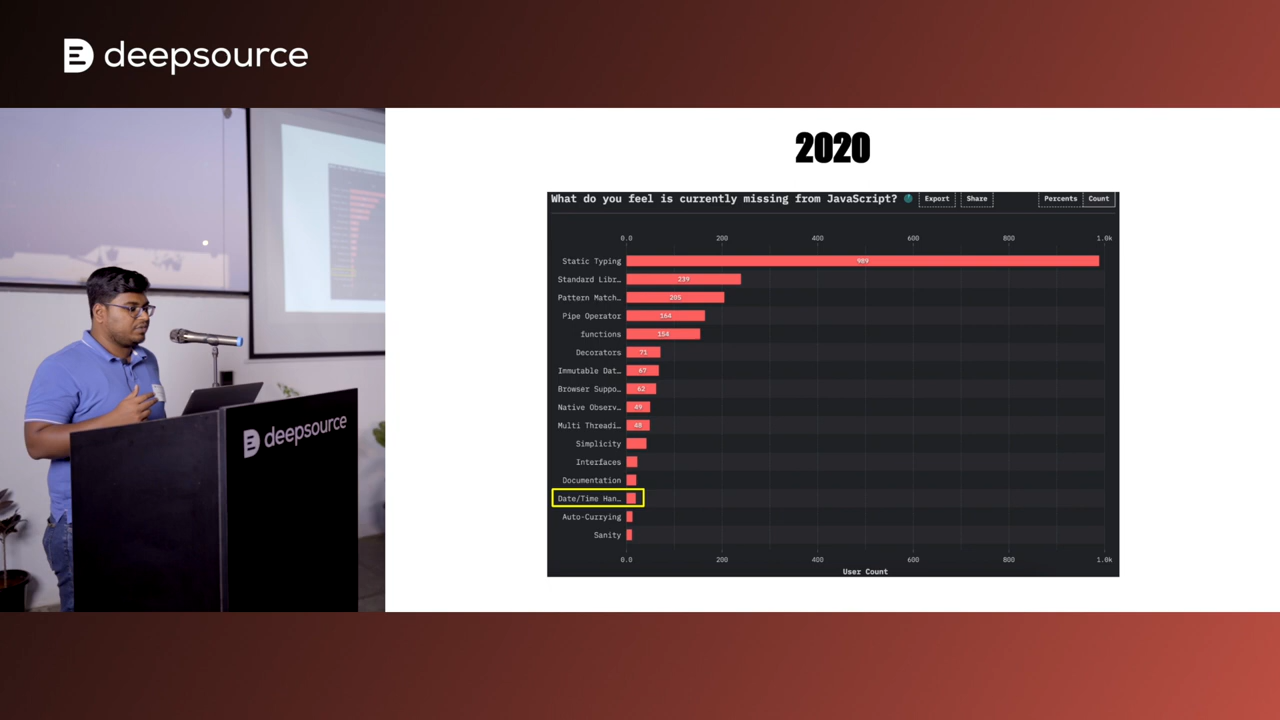 deepsource
2020
What do you feel is currently missing from JavaScript?
Export
Share
Percents
Count
0.0 200 400 600 800 1.0k
Static Typing 989
Standard Libr… 239
Pattern Match… 205
Pipe Operator 164
functions 154
Decorators 71
Immutable Dat… 67
Browser Suppo… 62
Native Observ… 49
Multi Threadi… 48
Simplicity
Interfaces
Documentation
Date/Time Han…
Auto-Currying
Sanity
0.0 200 400 600 800 1.0k
User Count
deepsource